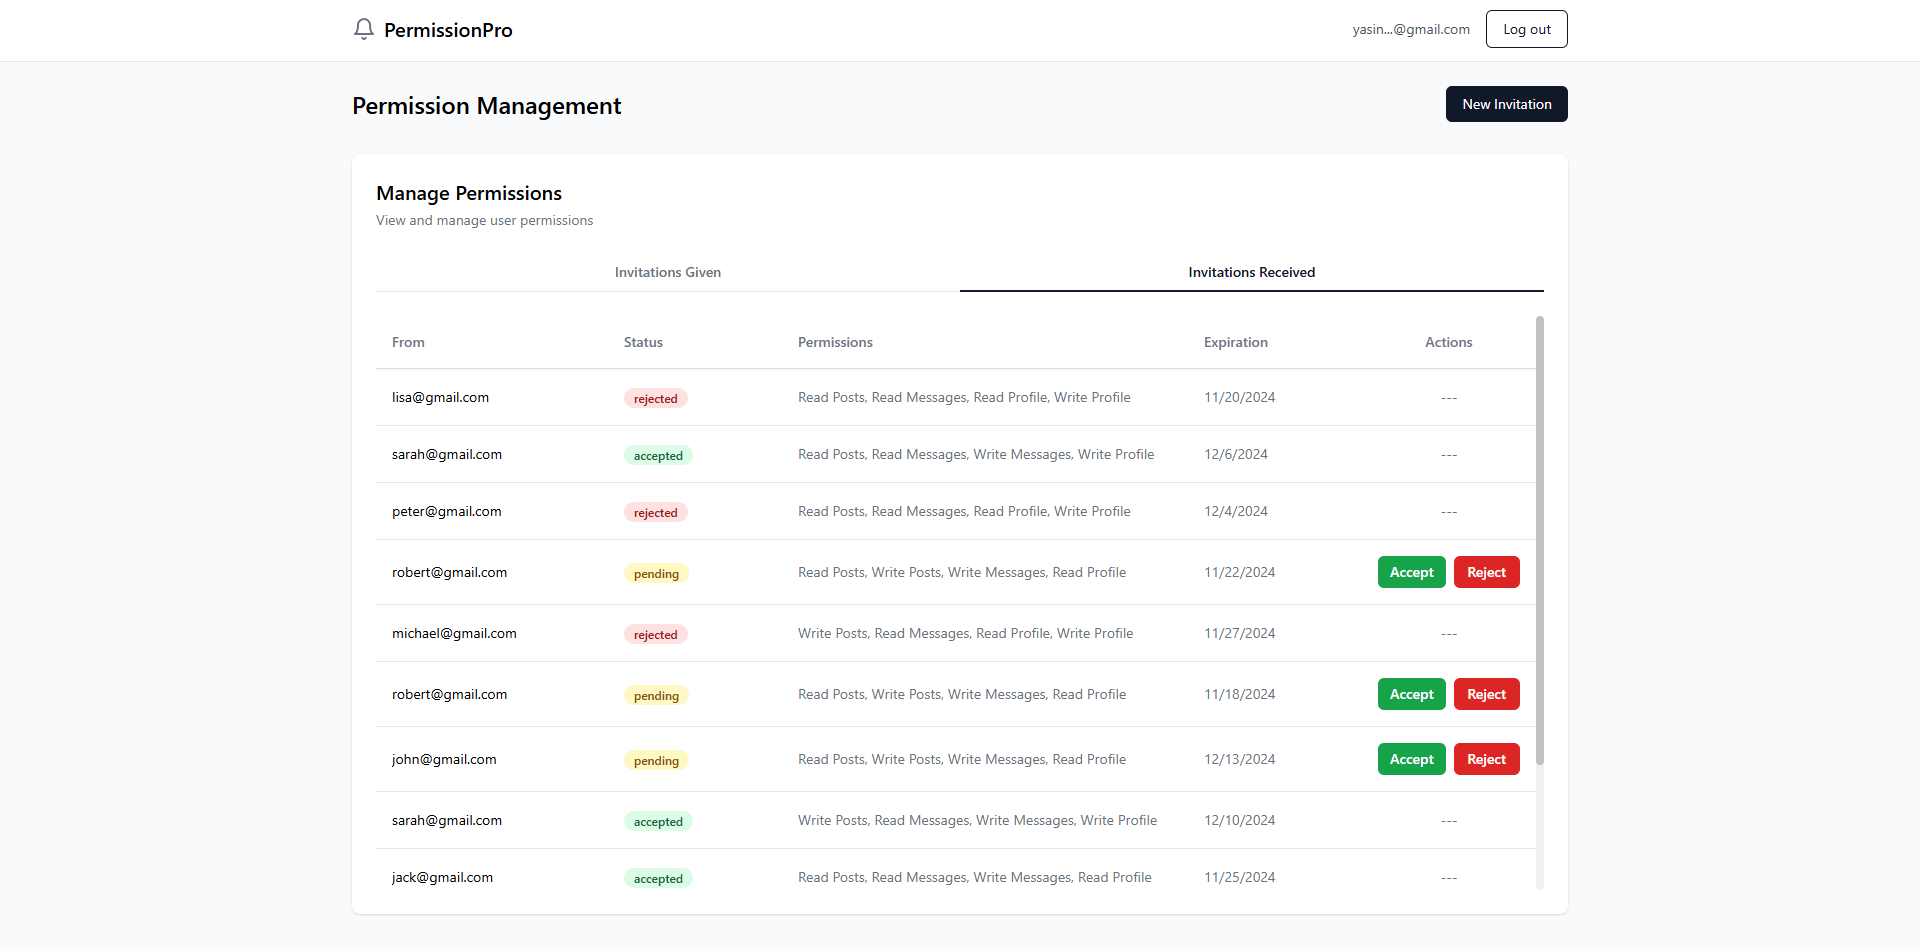 PermissionPro
yasin...@gmail.com
Log out
Permission Management
New Invitation
Manage Permissions
View and manage user permissions
Invitations Given
Invitations Received
From Status Permissions Expiration Actions
lisa@gmail.com rejected Read Posts, Read Messages, Read Profile, Write Profile 11/20/2024 ---
sarah@gmail.com accepted Read Posts, Read Messages, Write Messages, Write Profile 12/6/2024 ---
peter@gmail.com rejected Read Posts, Read Messages, Read Profile, Write Profile 12/4/2024 ---
robert@gmail.com pending Read Posts, Write Posts, Write Messages, Read Profile 11/22/2024 Accept Reject
michael@gmail.com rejected Write Posts, Read Messages, Read Profile, Write Profile 11/27/2024 ---
robert@gmail.com pending Read Posts, Write Posts, Write Messages, Read Profile 11/18/2024 Accept Reject
john@gmail.com pending Read Posts, Write Posts, Write Messages, Read Profile 12/13/2024 Accept Reject
sarah@gmail.com accepted Write Posts, Read Messages, Write Messages, Write Profile 12/10/2024 ---
jack@gmail.com accepted Read Posts, Read Messages, Write Messages, Read Profile 11/25/2024 ---